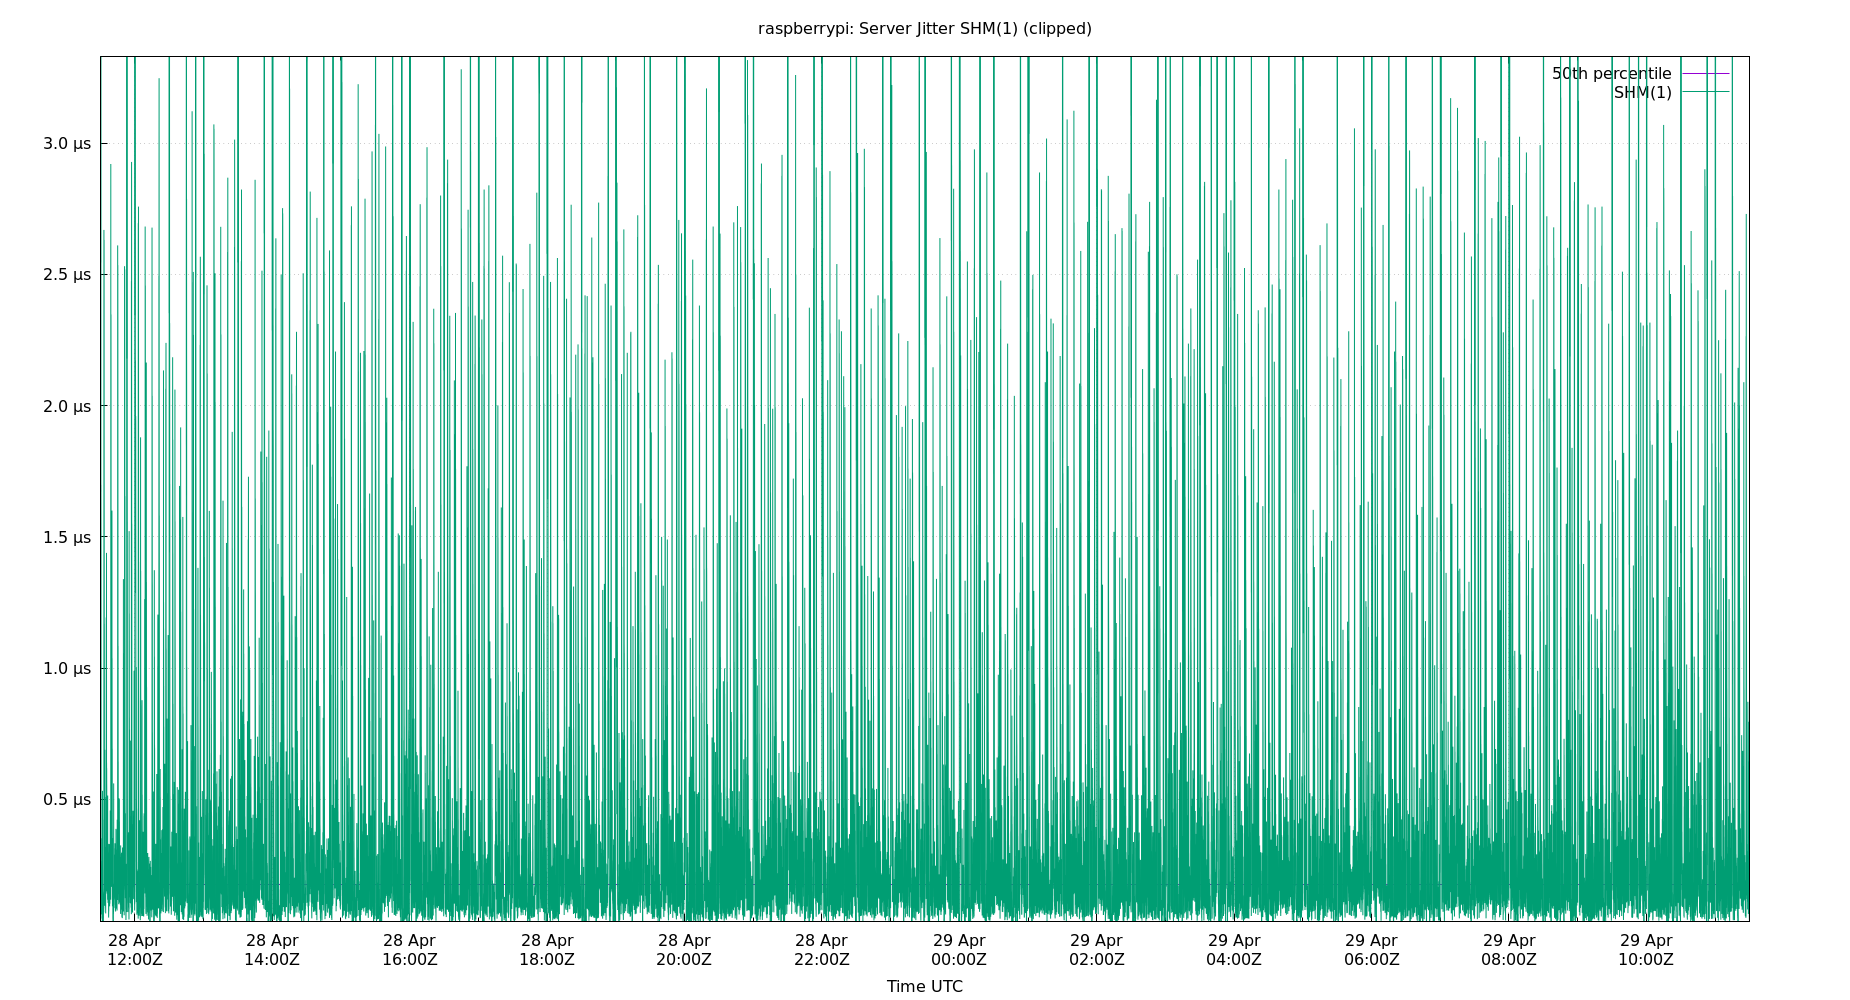 raspberrypi: Server Jitter SHM(1) (clipped)
50th percentile
SHM(1)
3.0 µs
2.5 µs
2.0 µs
1.5 µs
1.0 µs
0.5 µs
28 Apr 28 Apr 28 Apr 28 Apr 28 Apr 28 Apr 29 Apr 29 Apr 29 Apr 29 Apr 29 Apr 29 Apr
12:00Z 14:00Z 16:00Z 18:00Z 20:00Z 22:00Z 00:00Z 02:00Z 04:00Z 06:00Z 08:00Z 10:00Z
Time UTC